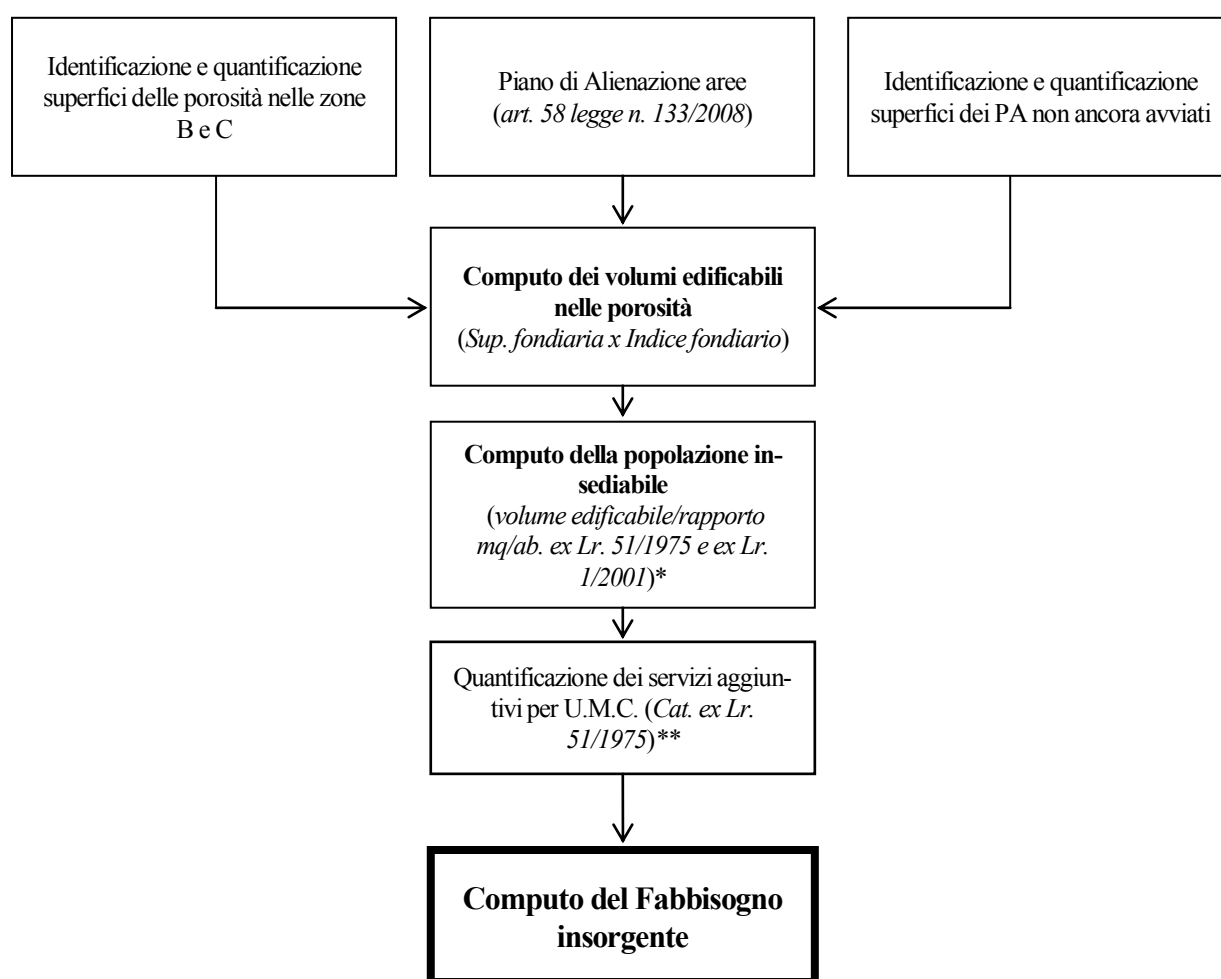 Identificazione e quantificazione
superfici delle porosità nelle zone
B e C
Piano di Alienazione aree
(art. 58 legge n. 133/2008)
Identificazione e quantificazione
superfici dei PA non ancora avviati
Computo dei volumi edificabili
nelle porosità
(Sup. fondiaria x Indice fondiario)
Computo della popolazione in-
sediabile
(volume edificabile/rapporto
mq/ab. ex Lr. 51/1975 e ex Lr.
1/2001)*
Quantificazione dei servizi aggiun-
tivi per U.M.C. (Cat. ex Lr.
51/1975)**
Computo del Fabbisogno
insorgente